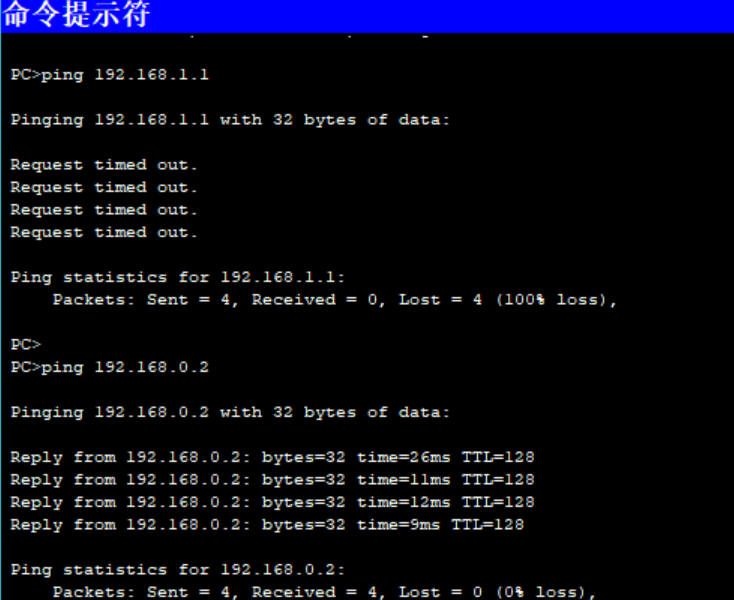 命令提示符
PC>ping 192.168.1.1
Pinging 192.168.1.1 with 32 bytes of data:
Request timed out.
Request timed out.
Request timed out.
Request timed out.
Ping statistics for 192.168.1.1:
Packets: Sent = 4, Received = 0, Lost = 4 (100% loss),
PC>
PC>ping 192.168.0.2
Pinging 192.168.0.2 with 32 bytes of data:
Reply from 192.168.0.2: bytes=32 time=26ms TTL=128
Reply from 192.168.0.2: bytes=32 time=11ms TTL=128
Reply from 192.168.0.2: bytes=32 time=12ms TTL=128
Reply from 192.168.0.2: bytes=32 time=9ms TTL=128
Ping statistics for 192.168.0.2:
Packets: Sent = 4, Received = 4, Lost = 0 (0% loss),